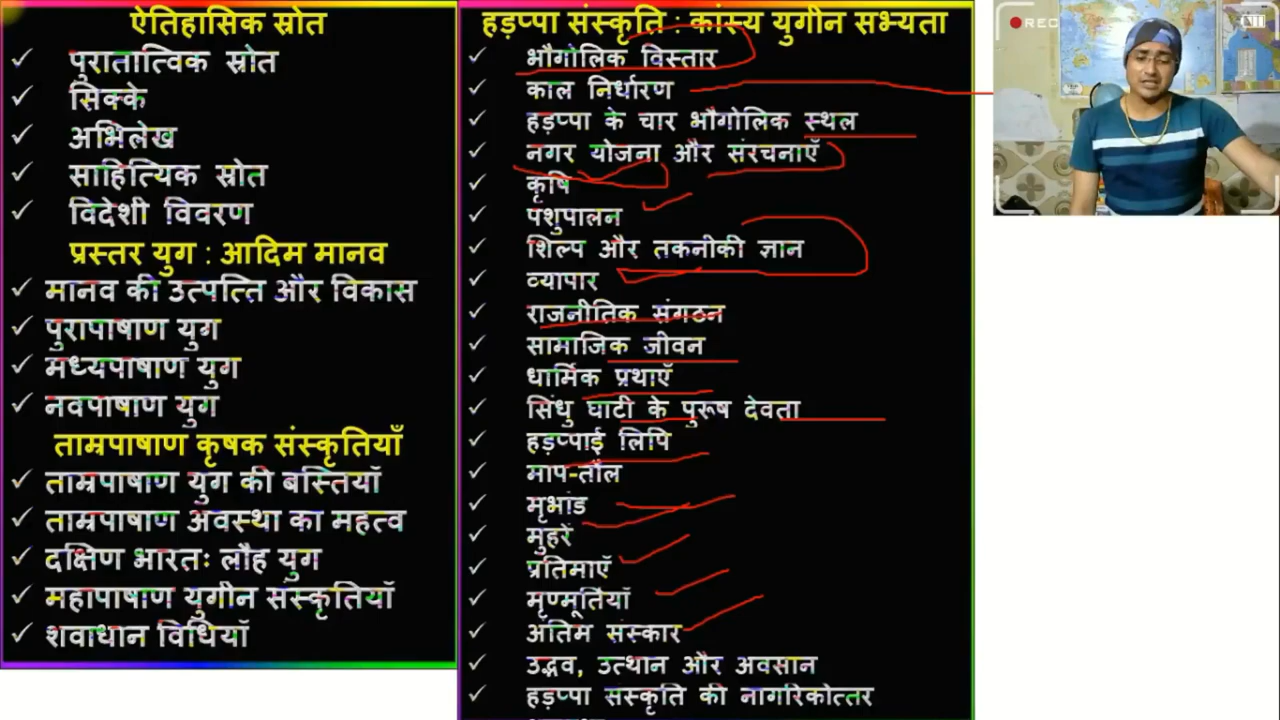 ऐतिहासिक स्रोत
पुरातात्विक स्रोत
सिक्के
अभिलेख
साहित्यिक स्रोत
विदेशी विवरण
प्रस्तर युग : आदिम मानव
मानव की उत्पत्ति और विकास
पुरापाषाण युग
मध्यपाषाण युग
नवपाषाण युग
ताम्रपाषाण कृषक संस्कृतियाँ
ताम्रपाषाण युग की बस्तियाँ
ताम्रपाषाण अवस्था का महत्व
दक्षिण भारतः लौह युग
महापाषाण युगीन संस्कृतियाँ
शवाधान विधियाँ
हड़प्पा संस्कृति : कांस्य युगीन सभ्यता
भौगोलिक विस्तार
काल निर्धारण
हड़प्पा के चार भौगोलिक स्थल
नगर योजना और संरचनाएँ
कृषि
पशुपालन
शिल्प और तकनीकी ज्ञान
व्यापार
राजनीतिक संगठन
सामाजिक जीवन
धार्मिक प्रथाएँ
सिंधु घाटी के पुरूष देवता
हड़प्पाई लिपि
माप-तौल
मृभांड
मुहरें
प्रतिमाएँ
मृण्मूर्तियाँ
अंतिम संस्कार
उद्भव, उत्थान और अवसान
हड़प्पा संस्कृति की नागरिकोत्तर
REC